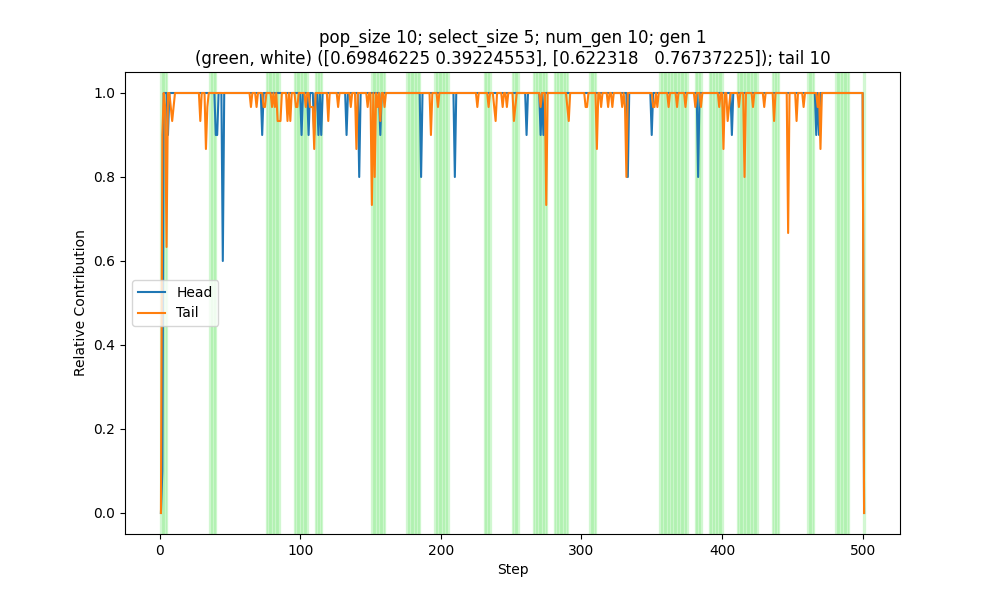 pop_size 10; select_size 5; num_gen 10; gen 1
(green, white) ([0.69846225 0.39224553], [0.622318   0.76737225]); tail 10
1.0
0.8
0.6
0.4
0.2
0.0
Relative Contribution
Head
Tail
0 100 200 300 400 500
Step